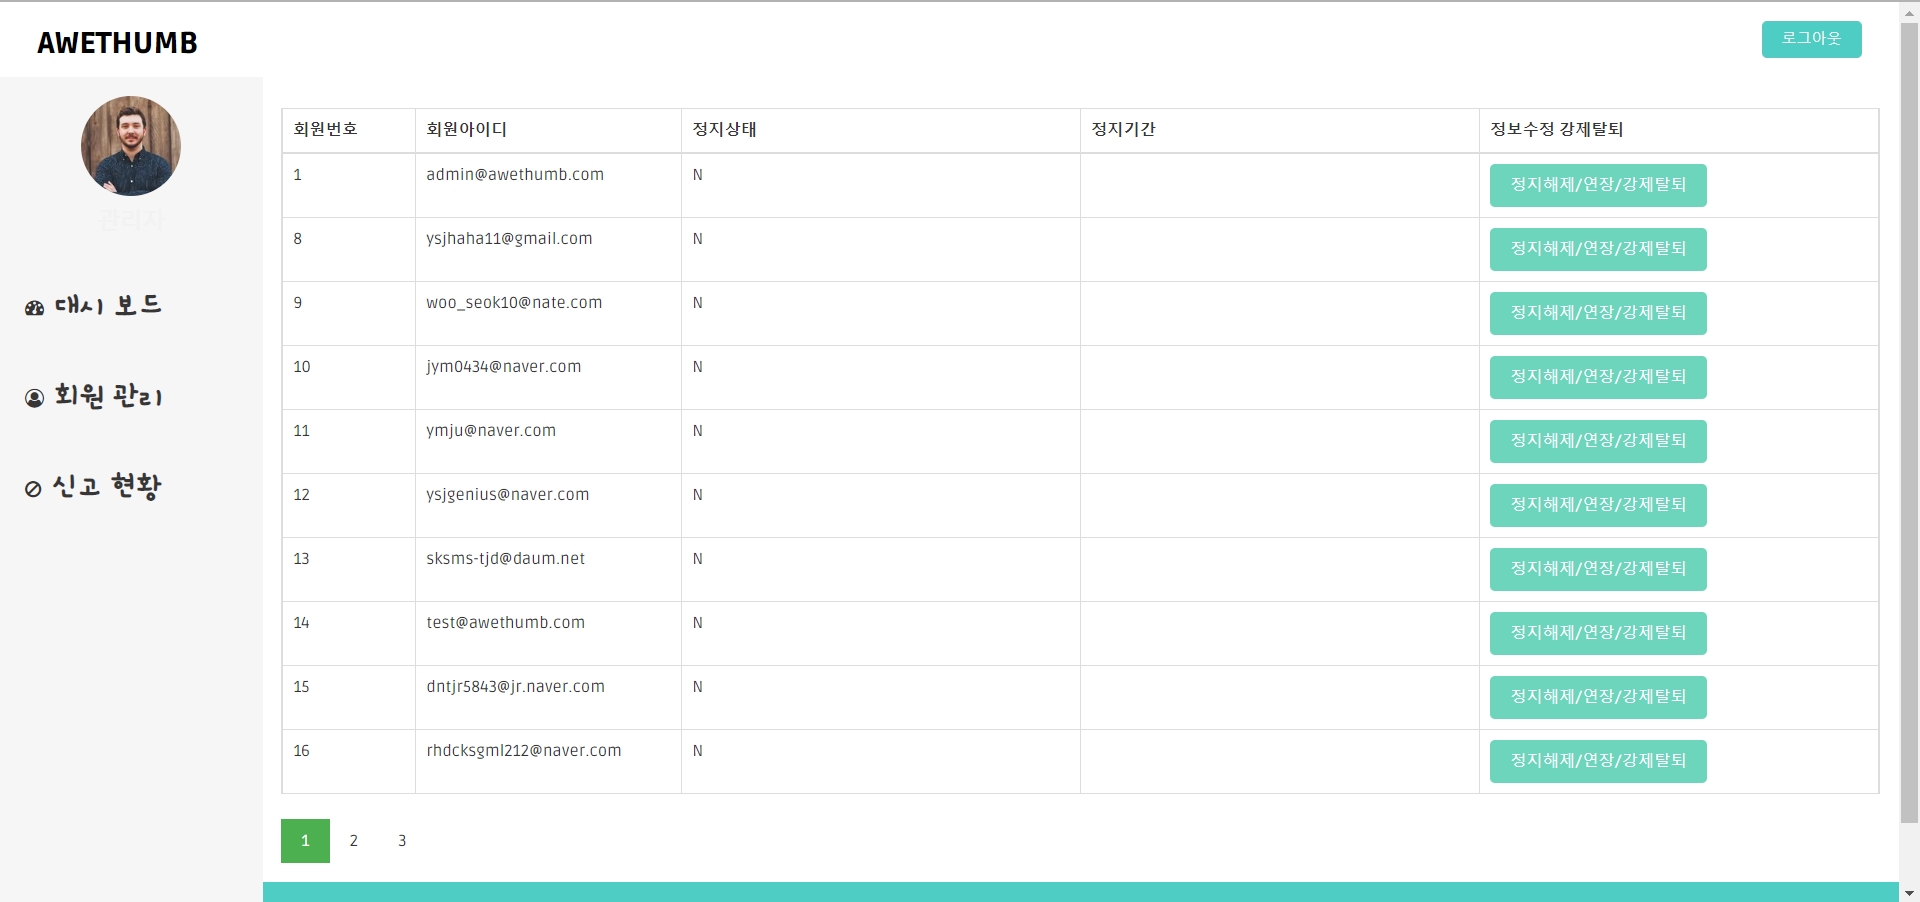 AWETHUMB
로그아웃
관리자
대시 보드
회원 관리
신고 현황
회원번호 회원아이디 정지상태 정지기간 정보수정 강제탈퇴
1 admin@awethumb.com N 정지해제/연장/강제탈퇴
8 ysjhaha11@gmail.com N 정지해제/연장/강제탈퇴
9 woo_seok10@nate.com N 정지해제/연장/강제탈퇴
10 jym0434@naver.com N 정지해제/연장/강제탈퇴
11 ymju@naver.com N 정지해제/연장/강제탈퇴
12 ysjgenius@naver.com N 정지해제/연장/강제탈퇴
13 sksms-tjd@daum.net N 정지해제/연장/강제탈퇴
14 test@awethumb.com N 정지해제/연장/강제탈퇴
15 dntjr5843@jr.naver.com N 정지해제/연장/강제탈퇴
16 rhdcksgml212@naver.com N 정지해제/연장/강제탈퇴
1 2 3